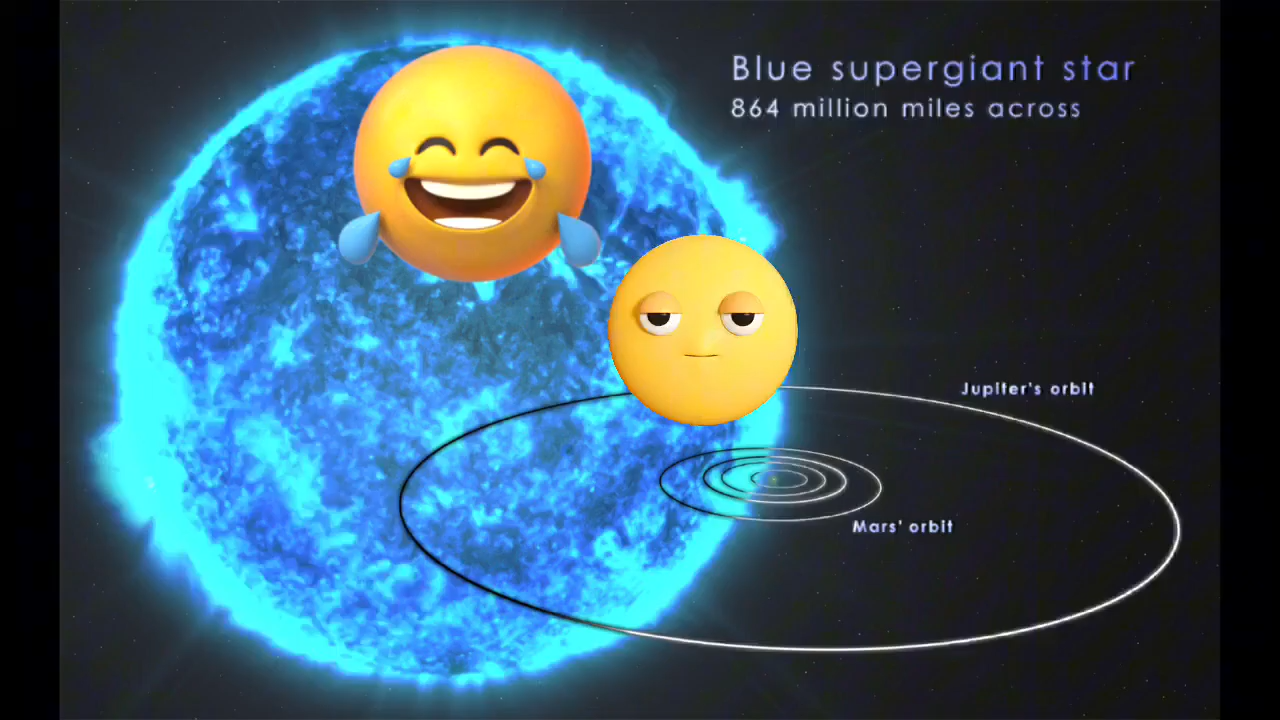 Blue supergiant star
864 million miles across
Jupiter's orbit
Mars' orbit